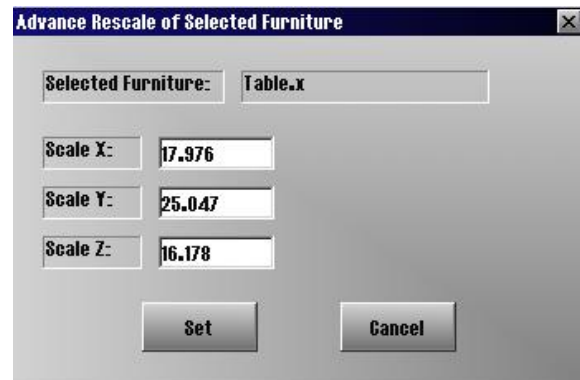 Advance Rescale of Selected Furniture
Selected Furniture: Table.x
Scale X: 17.976
Scale Y: 25.047
Scale Z: 16.178
Set Cancel